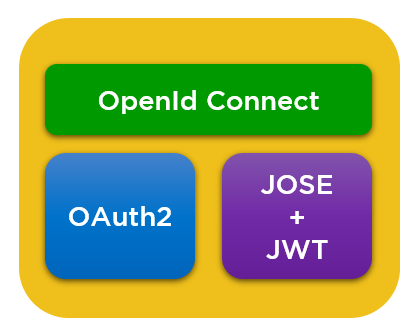 OpenId Connect
OAuth2
JOSE
+
JWT